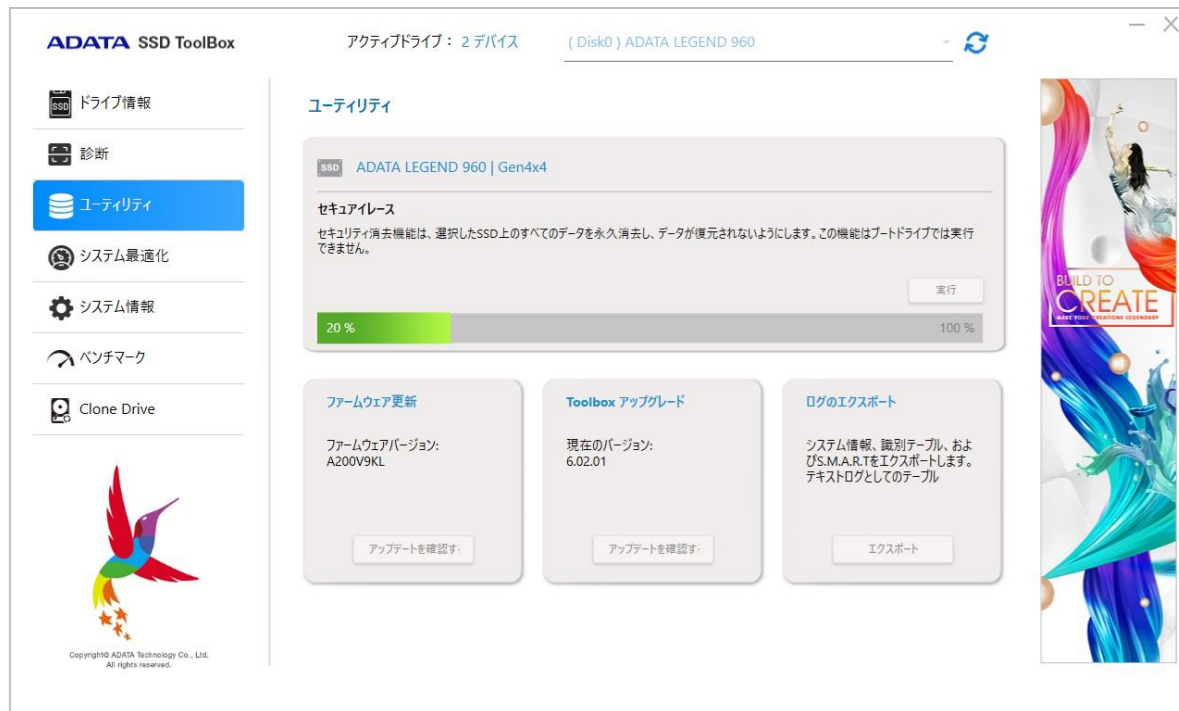 ADATA SSD ToolBox
アクティブドライブ： 2 デバイス
( Disk0 ) ADATA LEGEND 960
SSD ドライブ情報
診断
ユーティリティ
システム最適化
システム情報
ベンチマーク
Clone Drive
Copyright© ADATA Technology Co., Ltd.
All rights reserved.
ユーティリティ
SSD ADATA LEGEND 960 | Gen4x4
セキュアイレース
セキュリティ消去機能は、選択したSSD上のすべてのデータを永久消去し、データが復元されないようにします。この機能はブートドライブでは実行
できません。
実行
20 % 100 %
ファームウェア更新
ファームウェアバージョン:
A200V9KL
アップデートを確認す
Toolbox アップグレード
現在のバージョン:
6.02.01
アップデートを確認す
ログのエクスポート
システム情報、識別テーブル、およ
びS.M.A.R.Tをエクスポートします。
テキストログとしてのテーブル
エクスポート
BUILD TO
CREATE
MAKE YOUR CREATIONS LEGENDARY